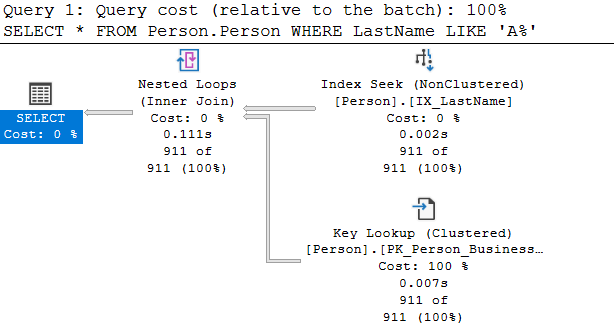 Query 1: Query cost (relative to the batch): 100%
SELECT * FROM Person.Person WHERE LastName LIKE 'A%'
SELECT
Cost: 0 %
Nested Loops
(Inner Join)
Cost: 0 %
0.111s
911 of
911 (100%)
Index Seek (NonClustered)
[Person].[IX_LastName]
Cost: 0 %
0.002s
911 of
911 (100%)
Key Lookup (Clustered)
[Person].[PK_Person_Business…
Cost: 100 %
0.007s
911 of
911 (100%)